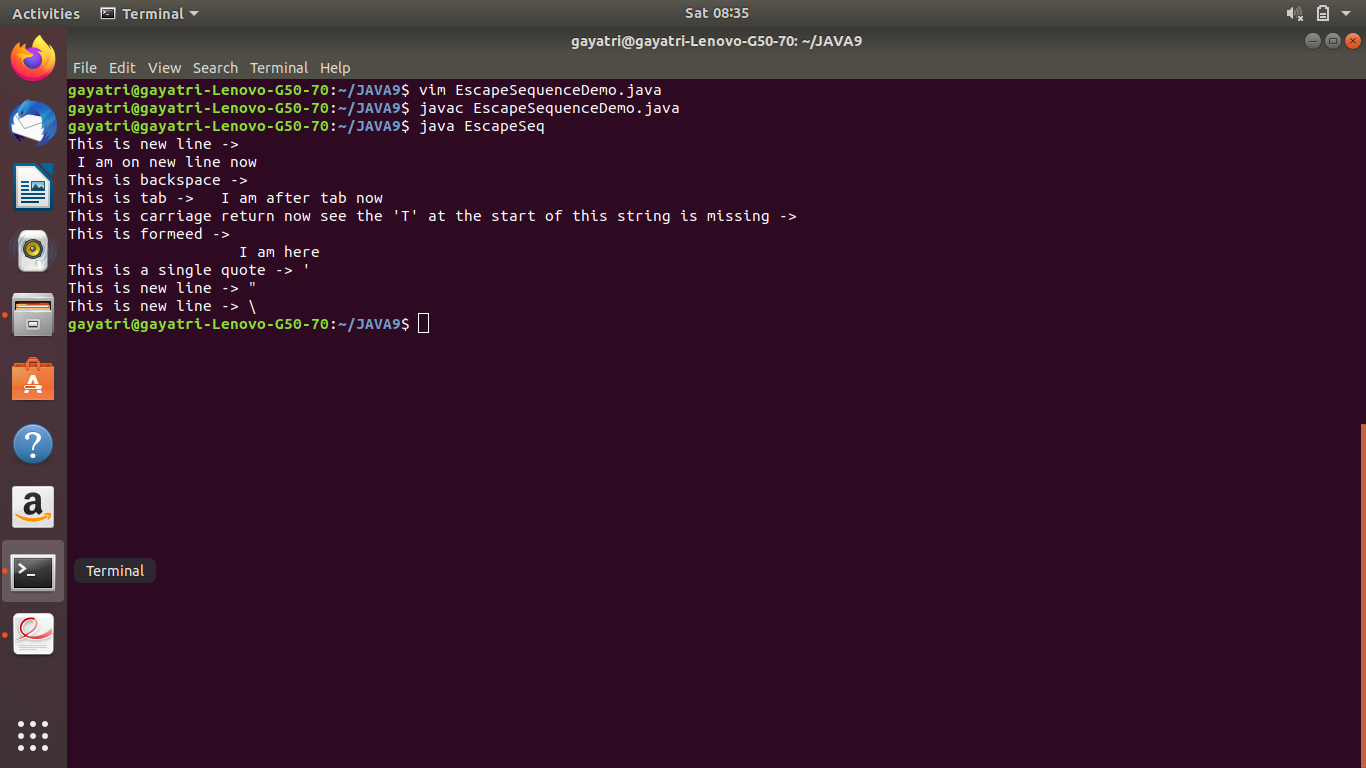 Activities Terminal Sat 08:35
gayatri@gayatri-Lenovo-G50-70: ~/JAVA9
File Edit View Search Terminal Help
gayatri@gayatri-Lenovo-G50-70:~/JAVA9$ vim EscapeSequenceDemo.java
gayatri@gayatri-Lenovo-G50-70:~/JAVA9$ javac EscapeSequenceDemo.java
gayatri@gayatri-Lenovo-G50-70:~/JAVA9$ java EscapeSeq
This is new line ->
 I am on new line now
This is backspace ->
This is tab ->   I am after tab now
This is carriage return now see the 'T' at the start of this string is missing ->
This is formeed ->
                   I am here
This is a single quote -> '
This is new line -> "
This is new line -> \
gayatri@gayatri-Lenovo-G50-70:~/JAVA9$
Terminal